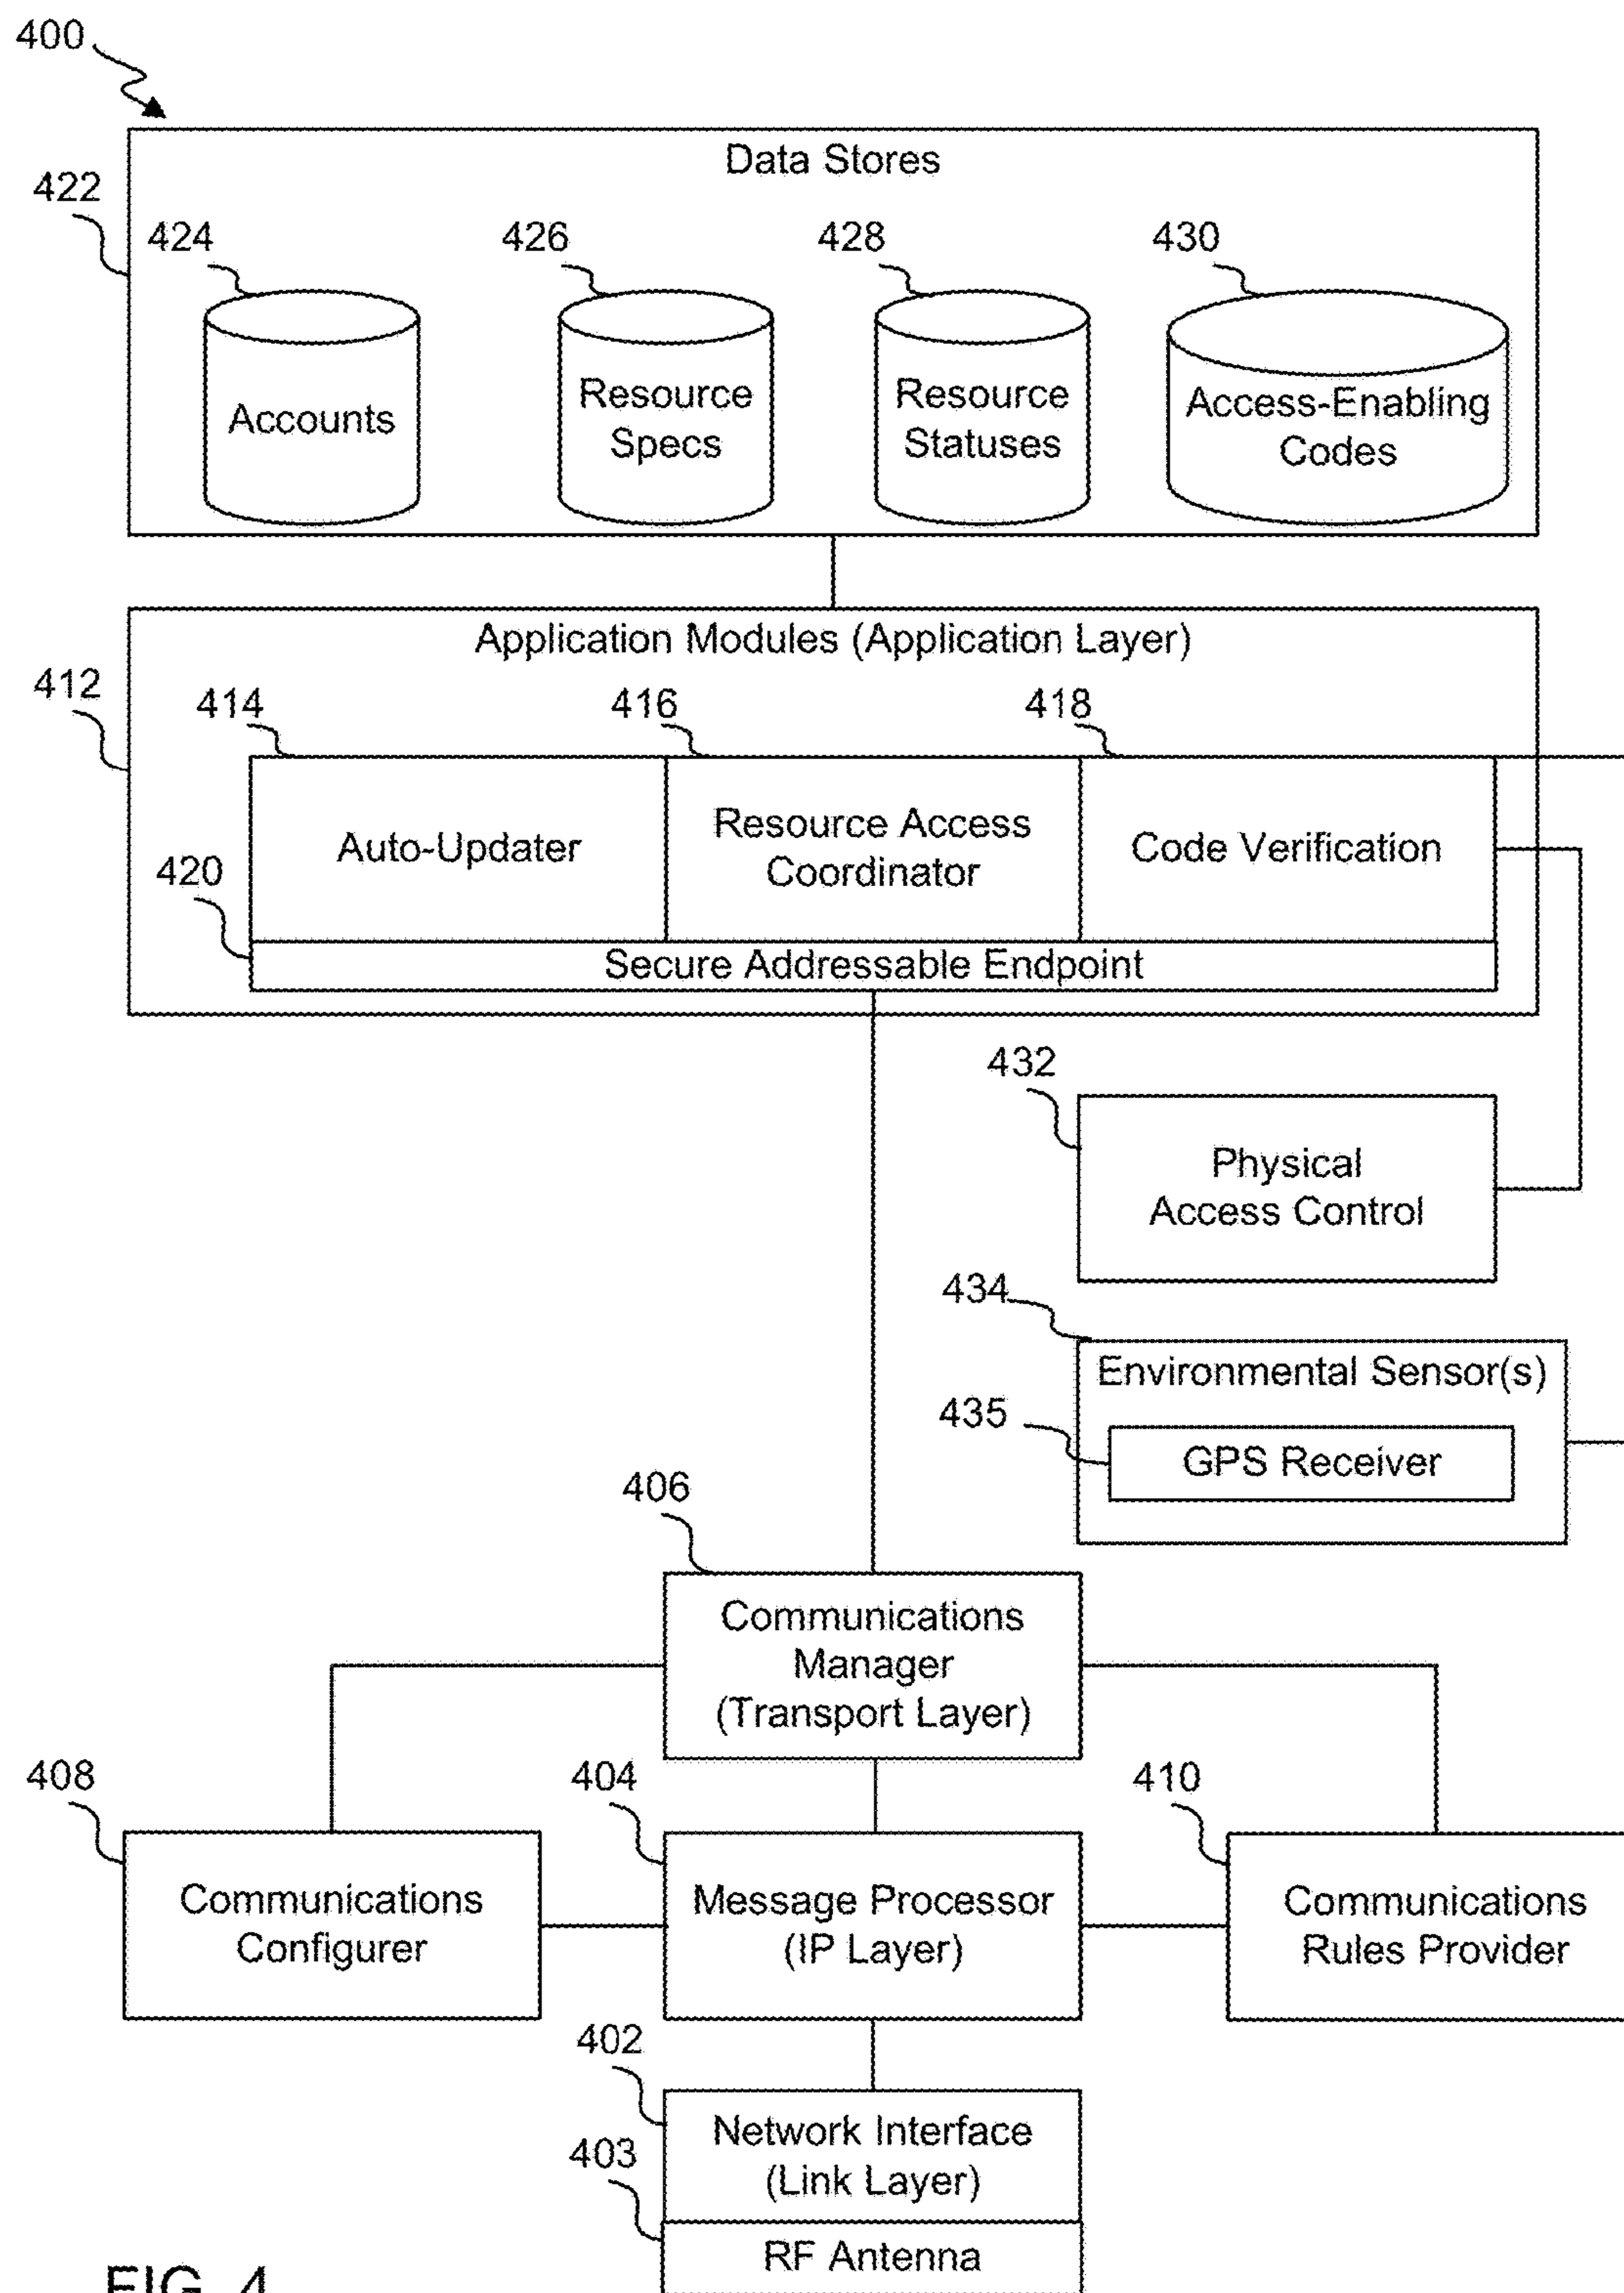 400
Data Stores
422
424
426
428
430
Accounts
Resource
Specs
Resource
Statuses
Access-Enabling
Codes
Application Modules (Application Layer)
412
414
416
418
Auto-Updater
Resource Access
Coordinator
Code Verification
420
Secure Addressable Endpoint
432
Physical
Access Control
434
Environmental Sensor(s)
435
GPS Receiver
406
Communications
Manager
(Transport Layer)
408
404
410
Communications
Configurer
Message Processor
(IP Layer)
Communications
Rules Provider
402
Network Interface
(Link Layer)
403
RF Antenna
FIG. 4